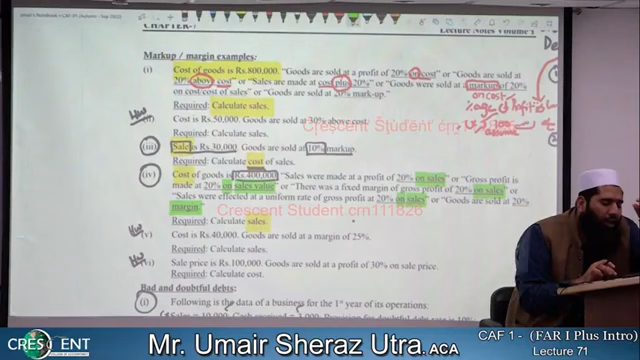 CHAPTER-
Lecture Notes Volume 1
Markup / margin examples:
(i) Cost of goods is Rs.800,000. "Goods are sold at a profit of 20% on cost" or "Goods are sold at
20% above cost" or "Sales are made at cost plus 20%" or "Goods were sold at markup of 20%
on cost/cost of sales" or "Goods are sold at 20% mark-up."
Required: Calculate sales.
Cost is Rs.50,000. Goods are sold at 30% above cost.
Required: Calculate sales.
(iii) Sale is Rs.30,000. Goods are sold at 10% markup.
Required: Calculate cost of sales.
(iv) Cost of goods is Rs.400,000 "Sales were made at a profit of 20% on sales" or "Gross profit is
made at 20% on sales value" or "There was a fixed margin of gross profit of 20% on sales" or
"Sales were effected at a uniform rate of gross profit at 20% on sales" or "Goods are sold at 20%
margin."
Required: Calculate sales.
v) Cost is Rs.40,000. Goods are sold at a margin of 25%.
Required: Calculate sales.
vi) Sale price is Rs.100,000. Goods are sold at a profit of 30% on sale price.
Required: Calculate cost.
Bad and doubtful debts:
(i) Following is the data of a business for the 1st year of its operations:
on cost
Crescent Student crn
Crescent Student crn111826
CRESCENT
Mr. Umair Sheraz Utra. ACA
CAF 1 - (FAR I Plus Intro)
Lecture 71